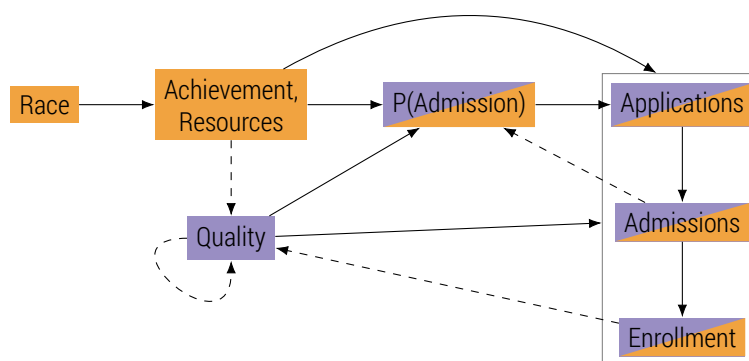 Race
Achievement,
Resources
P(Admission)
Applications
Quality
Admissions
Enrollment